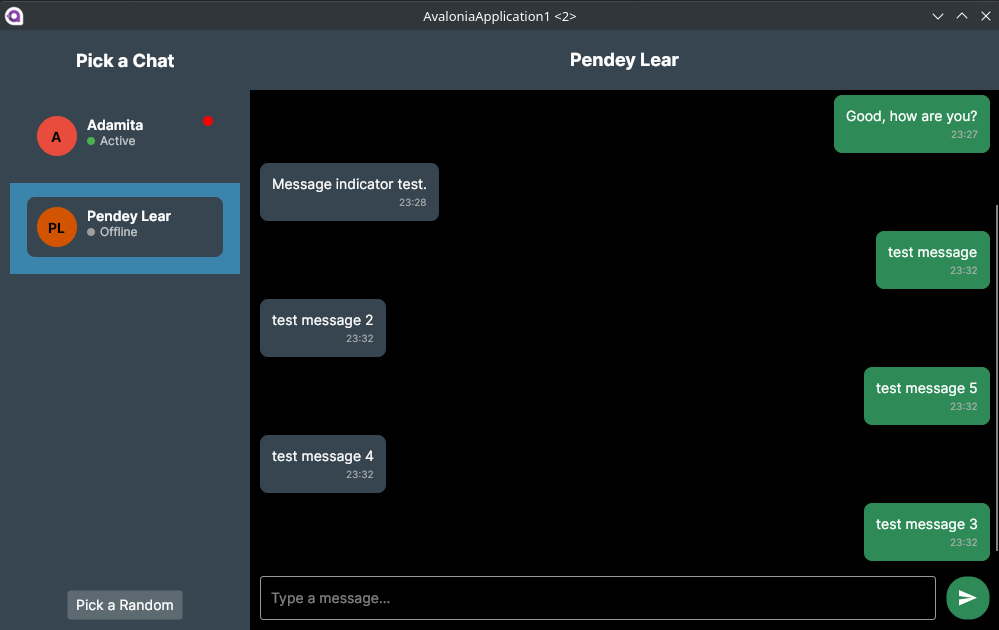 AvaloniaApplication1 <2>
Pick a Chat
A
Adamita
Active
PL
Pendey Lear
Offline
Pick a Random
Pendey Lear
Good, how are you?
23:27
Message indicator test.
23:28
test message
23:32
test message 2
23:32
test message 5
23:32
test message 4
23:32
test message 3
23:32
Type a message...